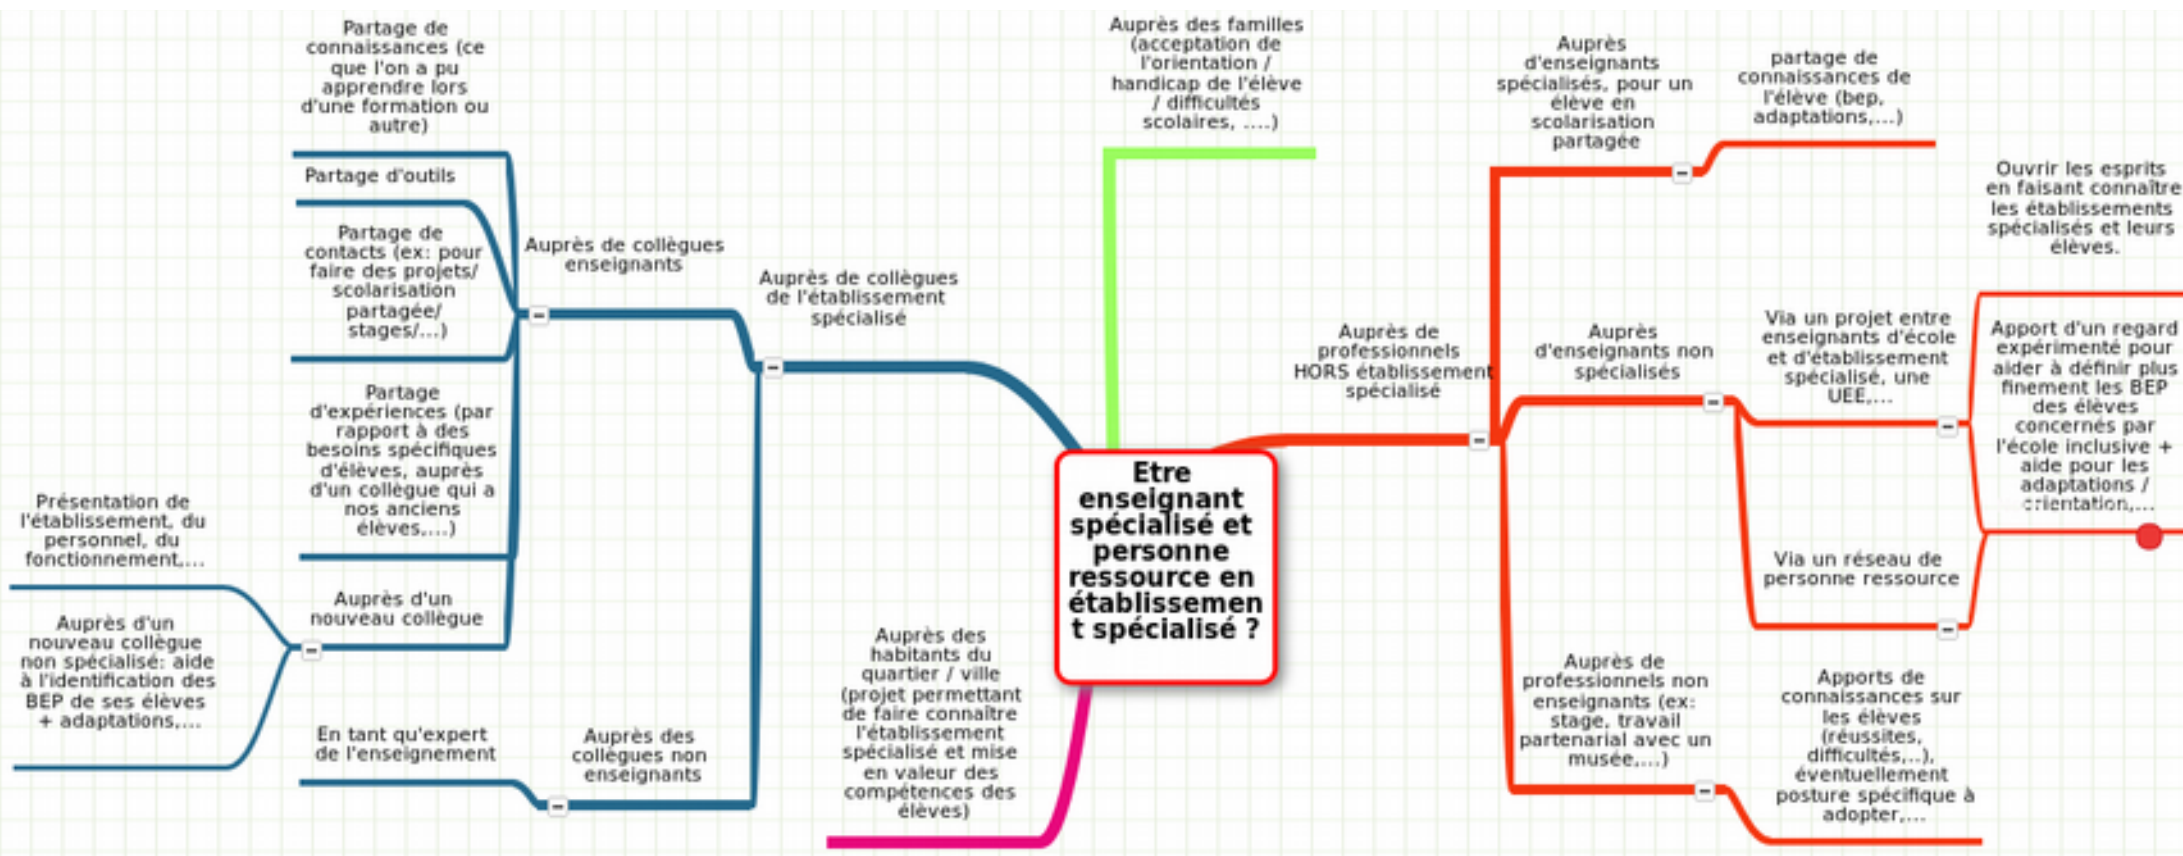 Partage de
connaissances (ce
que l'on a pu
apprendre lors
d'une formation ou
autre)
Partage d'outils
Partage de
contacts (ex: pour
faire des projets/
scolarisation
partagée/
stages/...)
Partage
d'expériences (par
rapport à des
besoins spécifiques
d'élèves, auprès
d'un collègue qui a
nos anciens
élèves,...)
Présentation de
l'établissement, du
personnel, du
fonctionnement,...
Auprès d'un
nouveau collègue
non spécialisé: aide
à l'identification des
BEP de ses élèves
+ adaptations,...
Auprès d'un
nouveau collègue
En tant qu'expert
de l'enseignement
Auprès de collègues
enseignants
Auprès des
collègues non
enseignants
Auprès de collègues
de l'établissement
spécialisé
Auprès des
habitants du
quartier / ville
(projet permettant
de faire connaître
l'établissement
spécialisé et mise
en valeur des
compétences des
élèves)
Auprès des familles
(acceptation de
l'orientation /
handicap de l'élève
/ difficultés
scolaires, ....)
Etre
enseignant
spécialisé et
personne
ressource en
établissemen
t spécialisé ?
Auprès de
professionnels
HORS établissement
spécialisé
Auprès
d'enseignants
spécialisés, pour un
élève en
scolarisation
partagée
partage de
connaissances de
l'élève (bep,
adaptations,...)
Auprès
d'enseignants non
spécialisés
Via un projet entre
enseignants d'école
et d'établissement
spécialisé, une
UEE,...
Via un réseau de
personne ressource
Ouvrir les esprits
en faisant connaître
les établissements
spécialisés et leurs
élèves.
Apport d'un regard
expérimenté pour
aider à définir plus
finement les BEP
des élèves
concernés par
l'école inclusive +
aide pour les
adaptations /
orientation,...
Auprès de
professionnels non
enseignants (ex:
stage, travail
partenarial avec un
musée,...)
Apports de
connaissances sur
les élèves
(réussites,
difficultés,..),
éventuellement
posture spécifique à
adopter,...